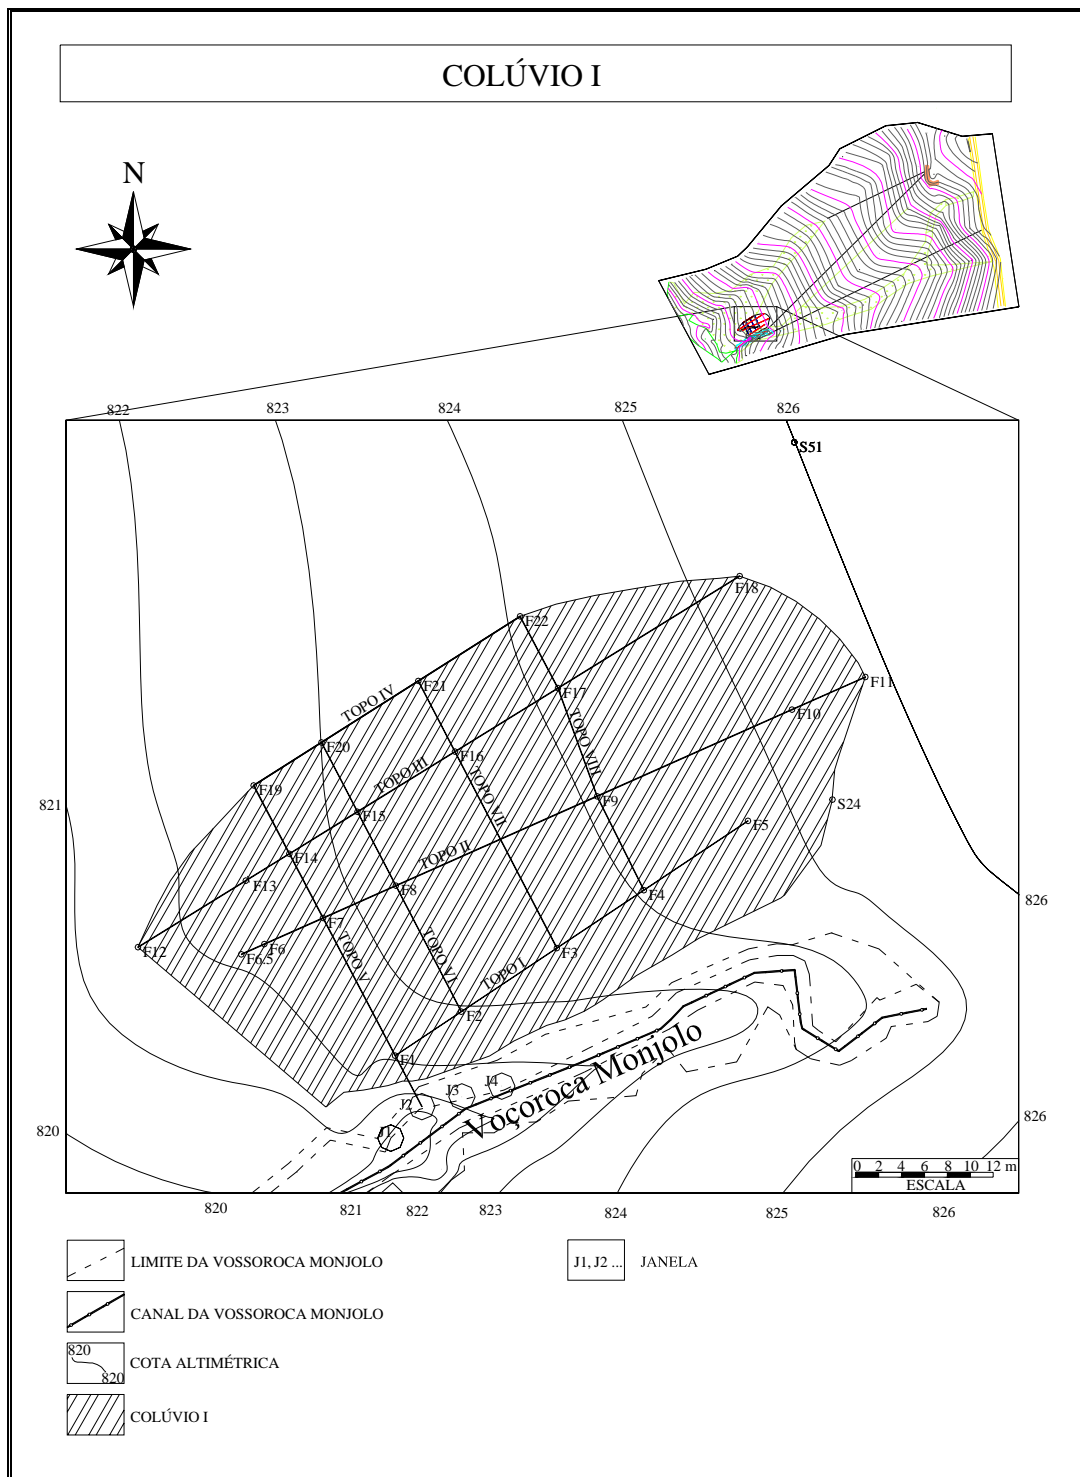 COLÚVIO I
N
822
823
824
825
826
S51
F18
F22
F11
F21
F17
TOPO IV
F10
TOPO VIII
F20
F16
TOPO III
F19
TOPO VII
F9
S24
821
F15
F5
F14
TOPO II
F13
F8
F4
826
F7
F12
F6
F6.5
TOPO V
TOPO VI
TOPO I
F3
F2
F1
Voçoroca Monjolo
J4
J3
J2
J1
820
826
0 2 4 6 8 10 12 m
ESCALA
820
821
822
823
824
825
826
LIMITE DA VOSSOROCA MONJOLO
J1, J2 ...
JANELA
CANAL DA VOSSOROCA MONJOLO
820
820
COTA ALTIMÉTRICA
COLÚVIO I